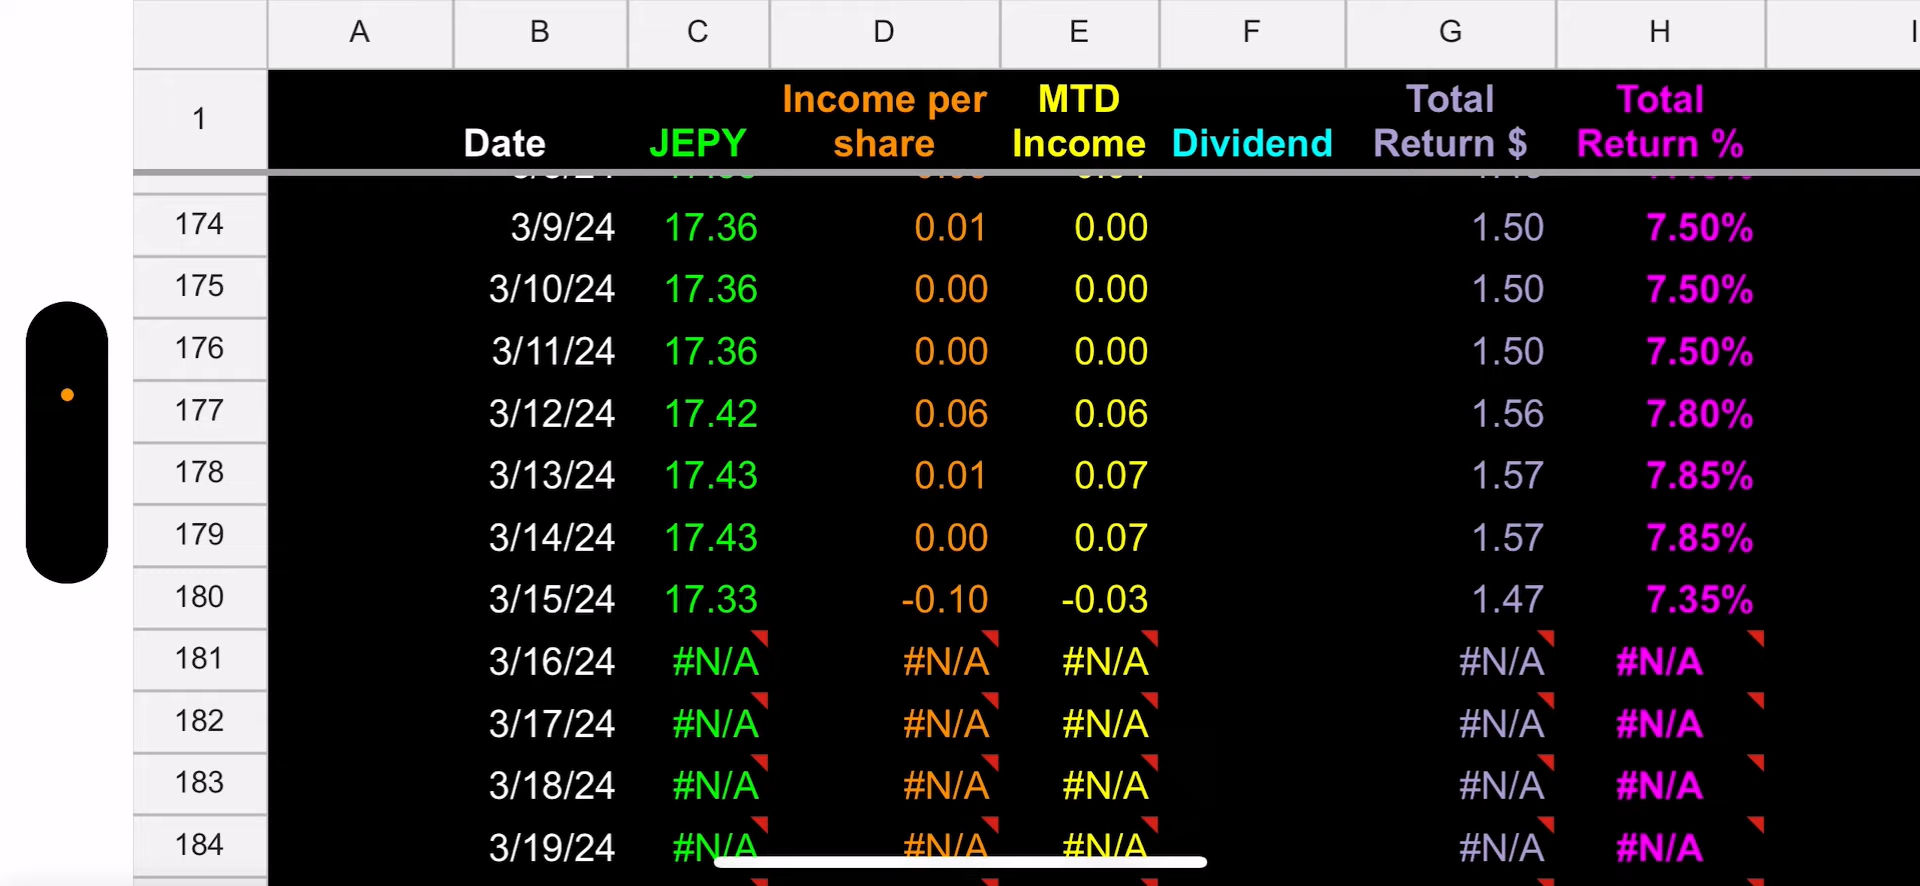 A B C D E F G H I
1 Date JEPY Income per share MTD Income Dividend Total Return $ Total Return %
174 3/9/24 17.36 0.01 0.00 1.50 7.50%
175 3/10/24 17.36 0.00 0.00 1.50 7.50%
176 3/11/24 17.36 0.00 0.00 1.50 7.50%
177 3/12/24 17.42 0.06 0.06 1.56 7.80%
178 3/13/24 17.43 0.01 0.07 1.57 7.85%
179 3/14/24 17.43 0.00 0.07 1.57 7.85%
180 3/15/24 17.33 -0.10 -0.03 1.47 7.35%
181 3/16/24 #N/A #N/A #N/A #N/A #N/A
182 3/17/24 #N/A #N/A #N/A #N/A #N/A
183 3/18/24 #N/A #N/A #N/A #N/A #N/A
184 3/19/24 #N/A #N/A #N/A #N/A #N/A